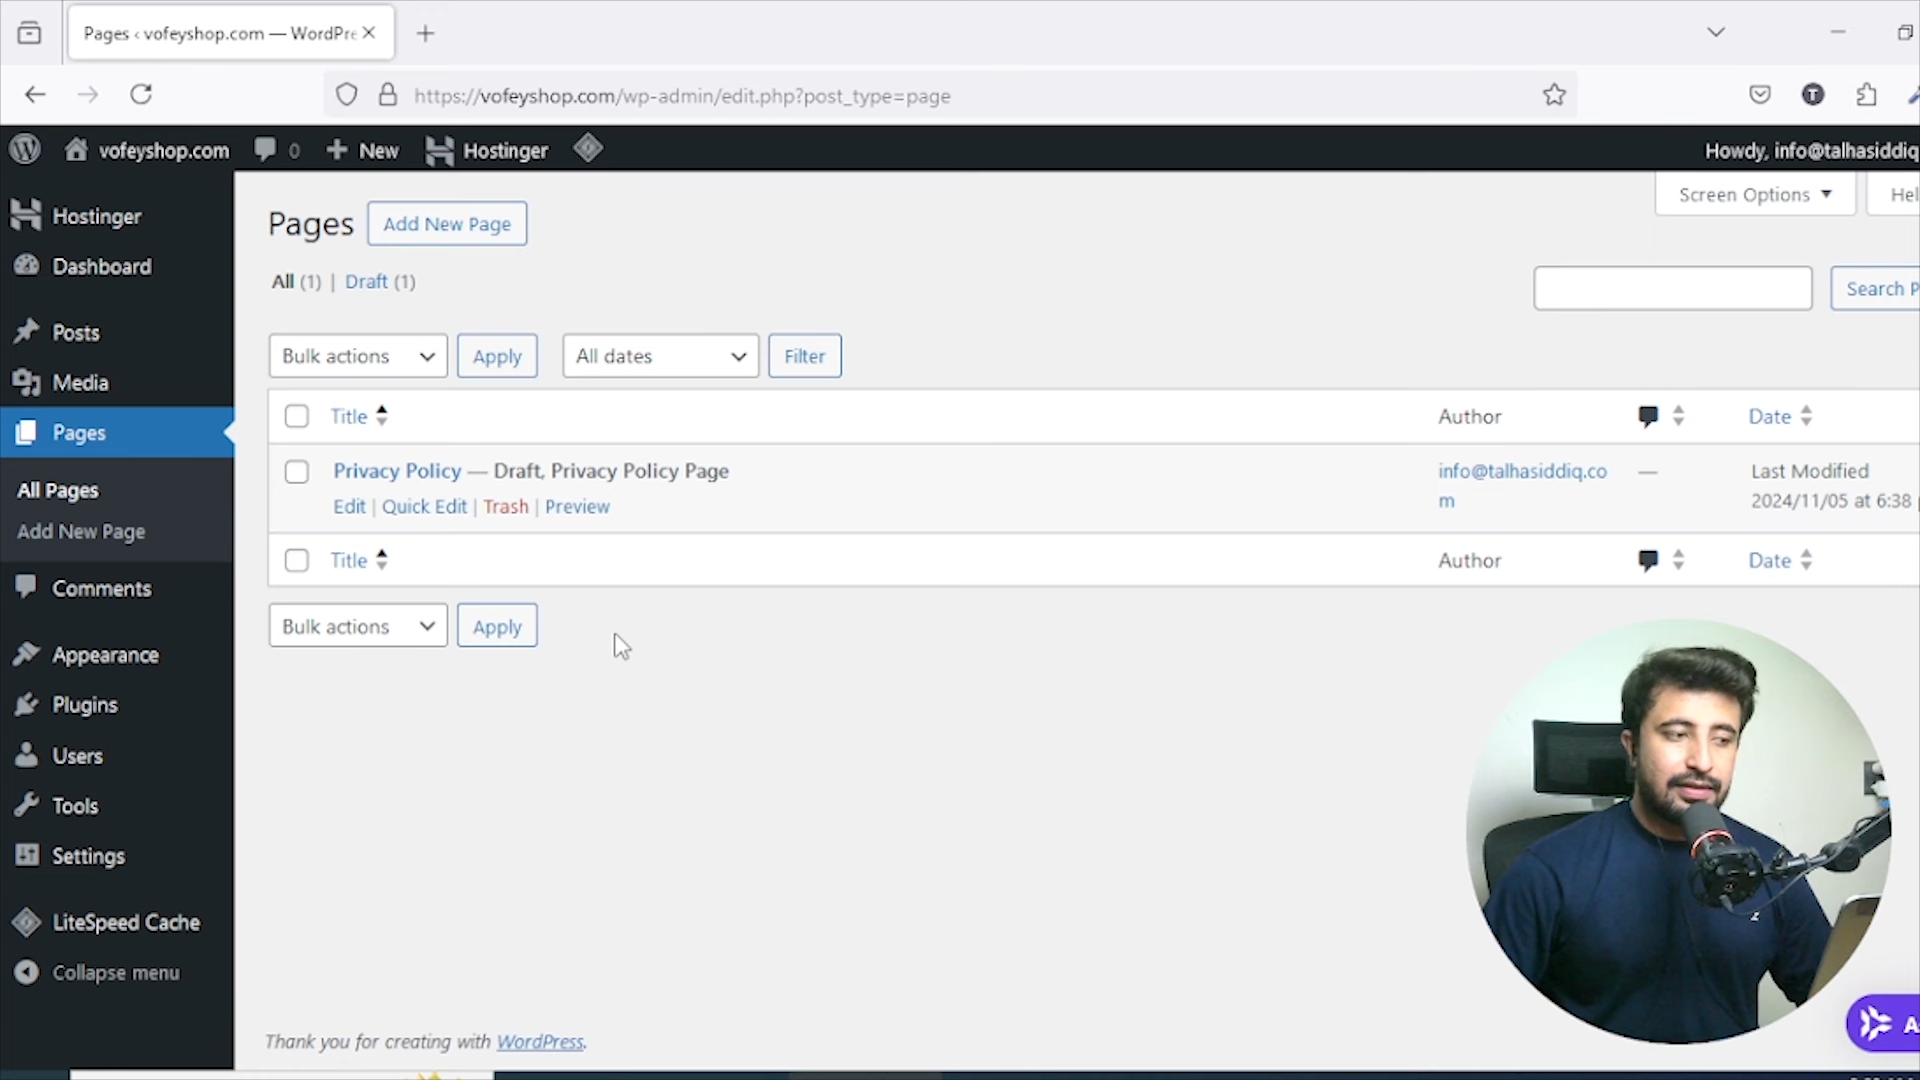 Pages ‹ vofeyshop.com — WordPre
https://vofeyshop.com/wp-admin/edit.php?post_type=page
T
vofeyshop.com 0 New Hostinger Howdy, info@talhasiddiq
Hostinger
Dashboard
Posts
Media
Pages
All Pages
Add New Page
Comments
Appearance
Plugins
Users
Tools
Settings
LiteSpeed Cache
Collapse menu
Screen Options Hel
Pages Add New Page
All (1) | Draft (1)
Search P
Bulk actions Apply All dates Filter
Title Author Date
Privacy Policy — Draft, Privacy Policy Page info@talhasiddiq.co — Last Modified
Edit | Quick Edit | Trash | Preview m 2024/11/05 at 6:38 p
Title Author Date
Bulk actions Apply
Thank you for creating with WordPress.